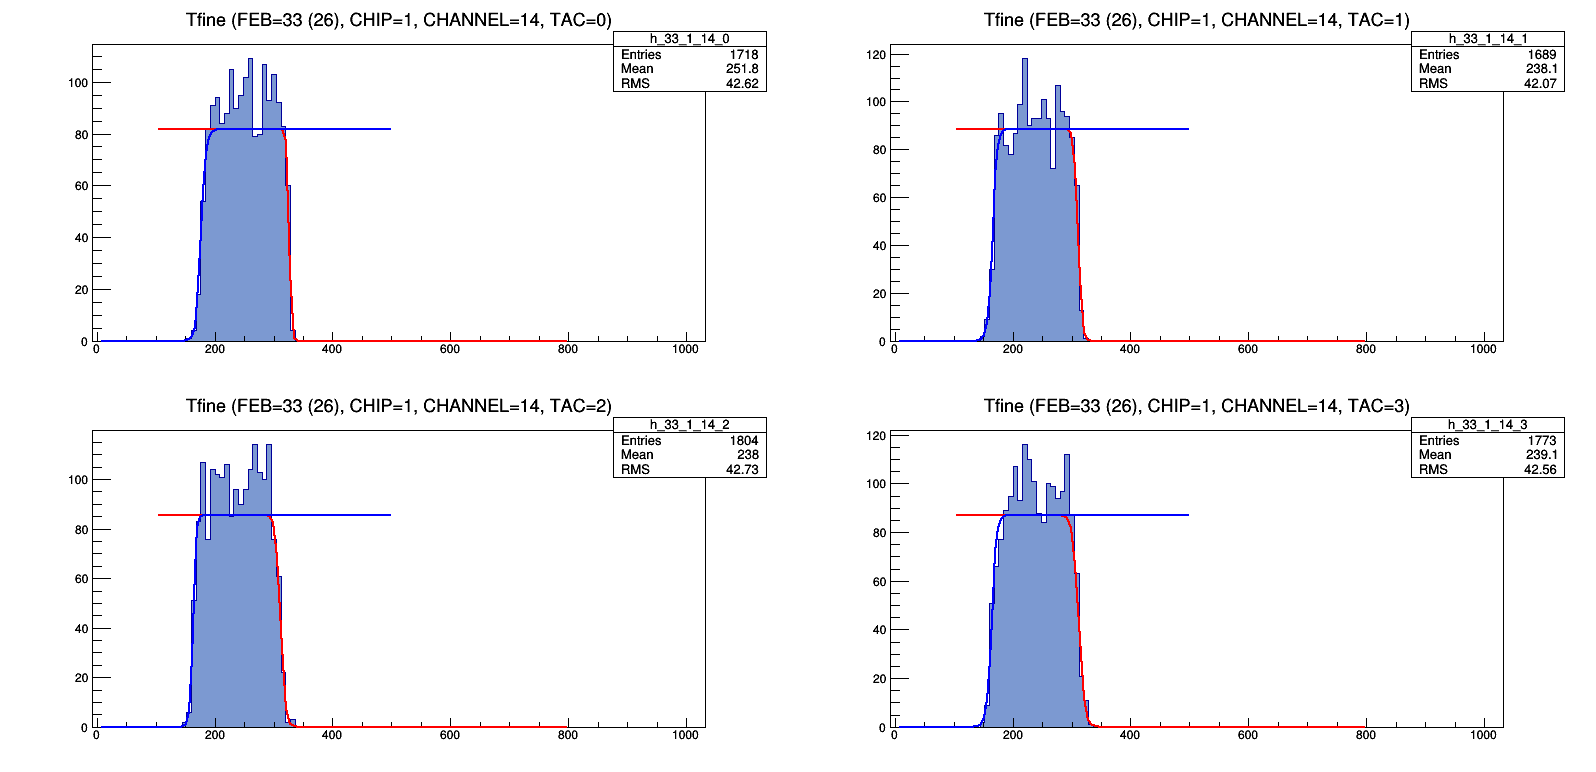 Tfine (FEB=33 (26), CHIP=1, CHANNEL=14, TAC=0)
h_33_1_14_0
Entries 1718
Mean 251.8
RMS 42.62
100
80
60
40
20
0
0 200 400 600 800 1000
Tfine (FEB=33 (26), CHIP=1, CHANNEL=14, TAC=1)
h_33_1_14_1
Entries 1689
Mean 238.1
RMS 42.07
120
100
80
60
40
20
0
0 200 400 600 800 1000
Tfine (FEB=33 (26), CHIP=1, CHANNEL=14, TAC=2)
h_33_1_14_2
Entries 1804
Mean 238
RMS 42.73
100
80
60
40
20
0
0 200 400 600 800 1000
Tfine (FEB=33 (26), CHIP=1, CHANNEL=14, TAC=3)
h_33_1_14_3
Entries 1773
Mean 239.1
RMS 42.56
120
100
80
60
40
20
0
0 200 400 600 800 1000